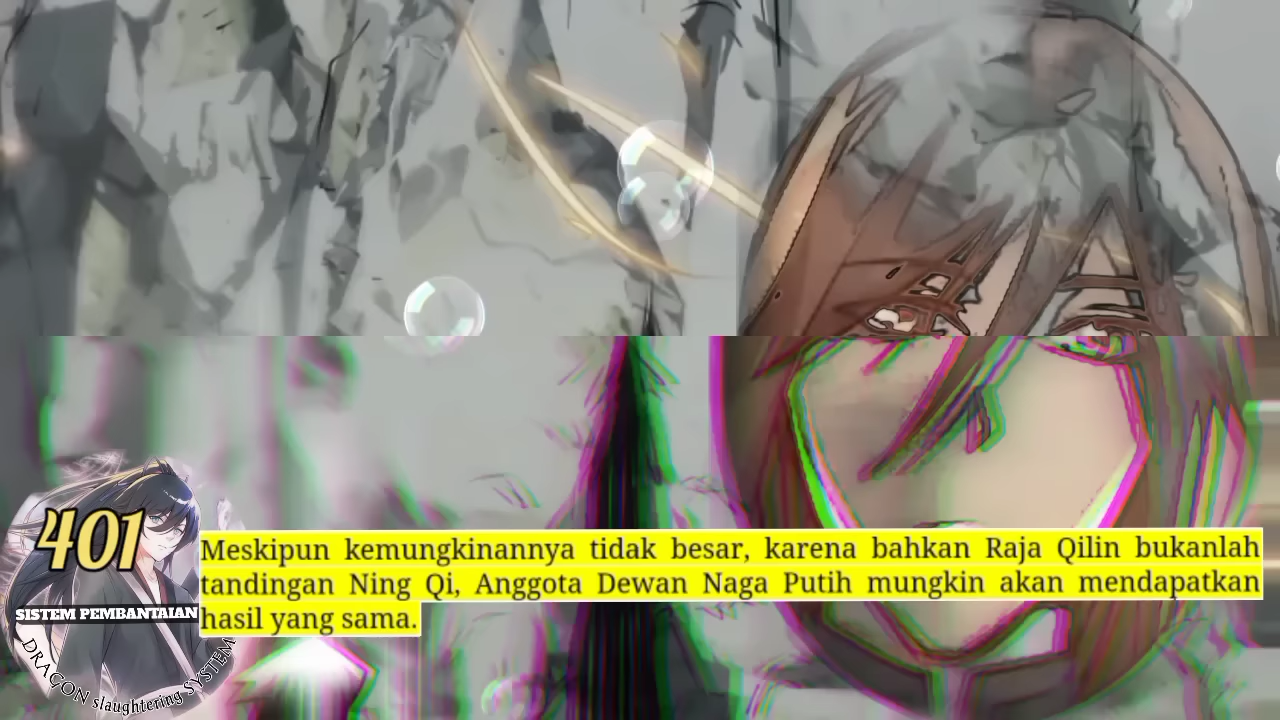 401
SISTEM PEMBANTAIAN
DRAGON slaughtering SYSTEM
Meskipun kemungkinannya tidak besar, karena bahkan Raja Qilin bukanlah
tandingan Ning Qi, Anggota Dewan Naga Putih mungkin akan mendapatkan
hasil yang sama.